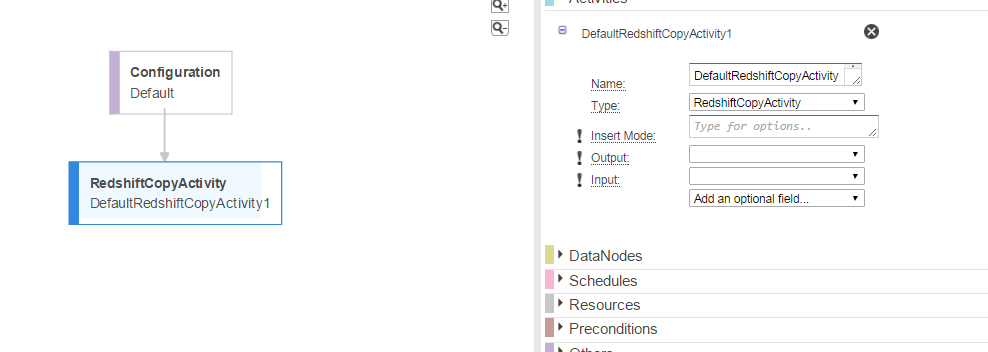 Configuration
Default
RedshiftCopyActivity
DefaultRedshiftCopyActivity1
Activities
DefaultRedshiftCopyActivity1
Name: DefaultRedshiftCopyActivity
Type: RedshiftCopyActivity
! Insert Mode: Type for options..
! Output:
! Input:
Add an optional field...
DataNodes
Schedules
Resources
Preconditions
Others